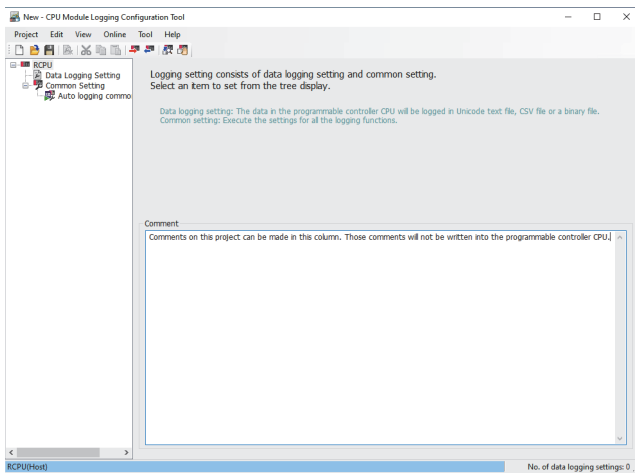 New - CPU Module Logging Configuration Tool
Project Edit View Online Tool Help
RCPU
Data Logging Setting
Common Setting
Auto logging commo
Logging setting consists of data logging setting and common setting.
Select an item to set from the tree display.
Data logging setting: The data in the programmable controller CPU will be logged in Unicode text file, CSV file or a binary file.
Common setting: Execute the settings for all the logging functions.
Comment
Comments on this project can be made in this column. Those comments will not be written into the programmable controller CPU.
RCPU(Host) No. of data logging settings: 0